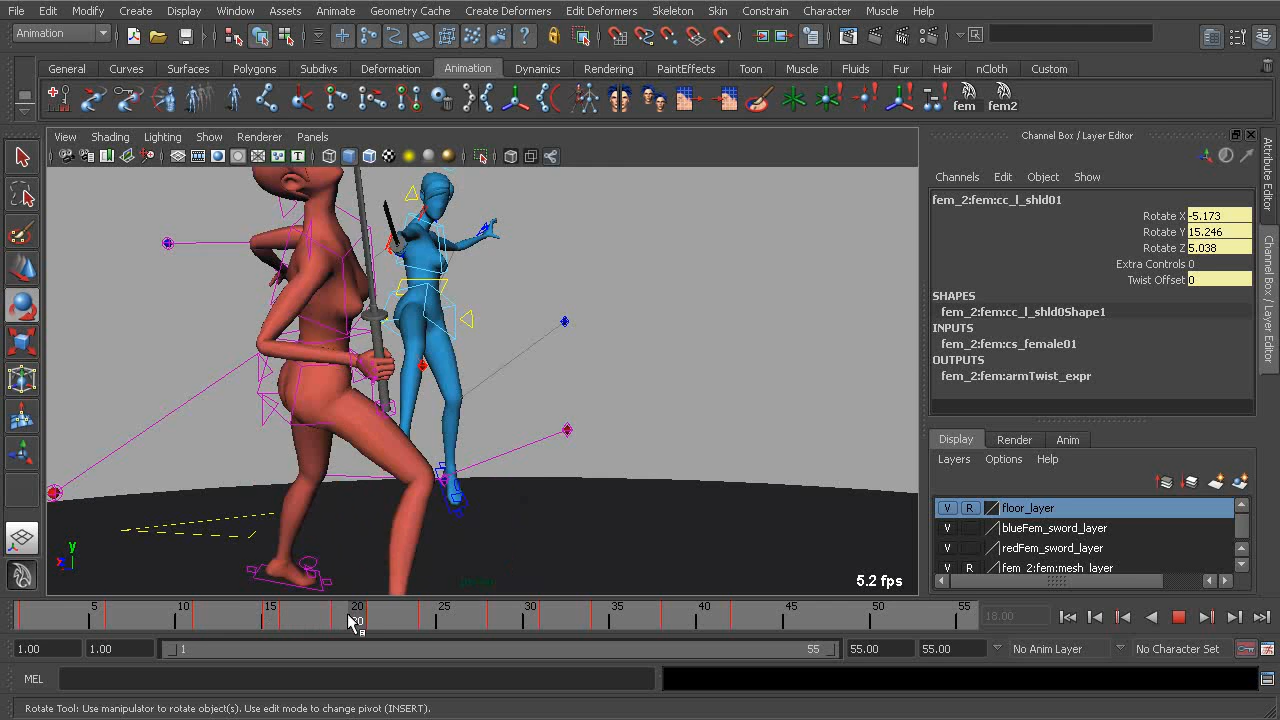 File Edit Modify Create Display Window Assets Animate Geometry Cache Create Deformers Edit Deformers Skeleton Skin Constrain Character Muscle Help
Animation
General Curves Surfaces Polygons Subdivs Deformation Animation Dynamics Rendering PaintEffects Toon Muscle Fluids Fur Hair nCloth Custom
fem fem2
View Shading Lighting Show Renderer Panels
Channel Box / Layer Editor
Channels Edit Object Show
fem_2:fem:cc_l_shld01
Rotate X -5.173
Rotate Y 15.246
Rotate Z 5.038
Extra Controls 0
Twist Offset 0
SHAPES
fem_2:fem:cc_l_shld0Shape1
INPUTS
fem_2:fem:cs_female01
OUTPUTS
fem_2:fem:armTwist_expr
Attribute Editor
Channel Box / Layer Editor
Display Render Anim
Layers Options Help
V R floor_layer
V blueFem_sword_layer
V redFem_sword_layer
V R fem_2:fem:mesh_layer
y
5.2 fps
5 10 15 20 25 30 35 40 45 50 55
20
18.00
1.00 1.00 1 55 55.00 55.00 No Anim Layer No Character Set
MEL
Rotate Tool: Use manipulator to rotate object(s). Use edit mode to change pivot (INSERT).